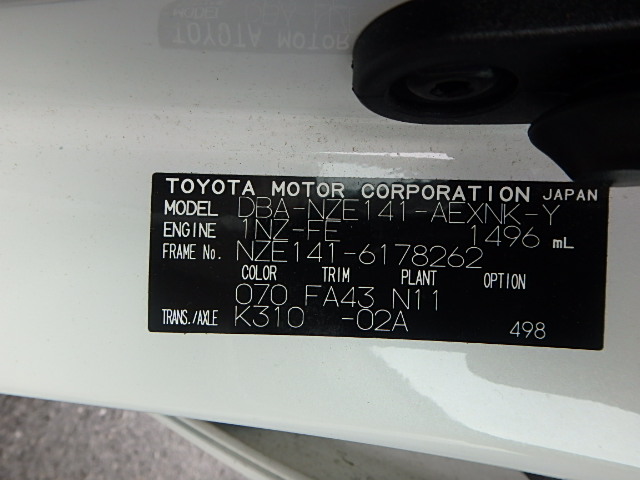 TOYOTA MOTOR CORPORATION JAPAN
MODEL DBA-NZE141-AEXNK-Y
ENGINE 1NZ-FE 1496 mL
FRAME No. NZE141-6178262
COLOR TRIM PLANT OPTION
070 FA43 N11
TRANS./AXLE K310 -02A
498